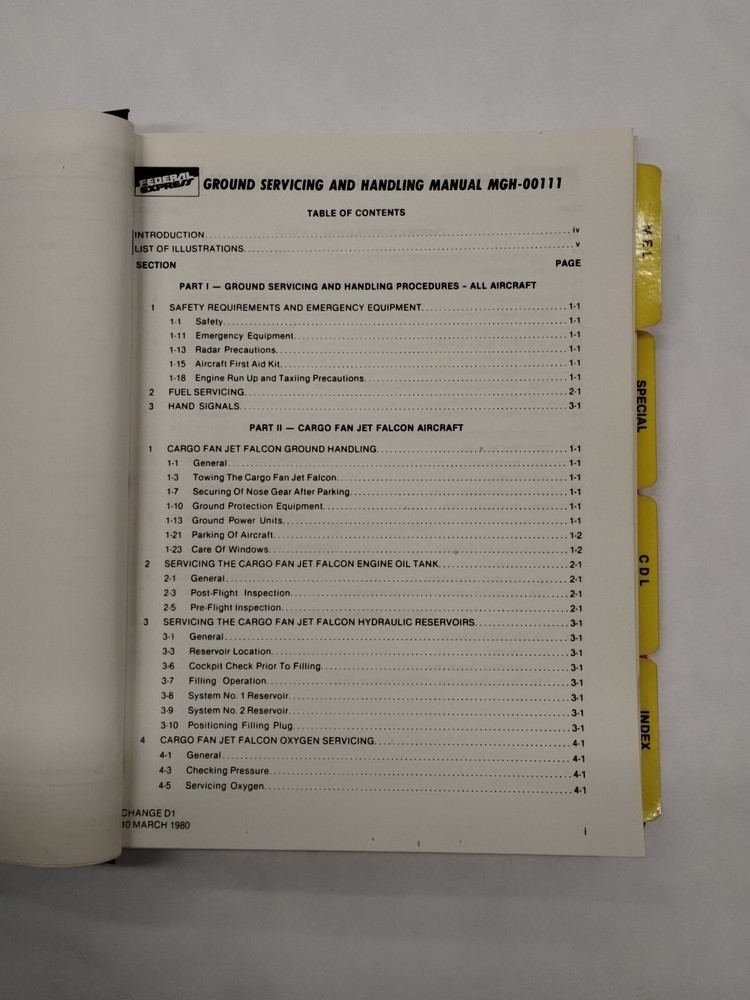 FEDERAL EXPRESS GROUND SERVICING AND HANDLING MANUAL MGH-00111
TABLE OF CONTENTS
INTRODUCTION................................................iv
LIST OF ILLUSTRATIONS................................................v
SECTION PAGE
PART I — GROUND SERVICING AND HANDLING PROCEDURES - ALL AIRCRAFT
1 SAFETY REQUIREMENTS AND EMERGENCY EQUIPMENT................................1-1
1-1 Safety................................1-1
1-11 Emergency Equipment................................1-1
1-13 Radar Precautions................................1-1
1-15 Aircraft First Aid Kit................................1-1
1-18 Engine Run Up and Taxiing Precautions................................1-1
2 FUEL SERVICING................................2-1
3 HAND SIGNALS................................3-1
PART II — CARGO FAN JET FALCON AIRCRAFT
1 CARGO FAN JET FALCON GROUND HANDLING................................1-1
1-1 General................................1-1
1-3 Towing The Cargo Fan Jet Falcon................................1-1
1-7 Securing Of Nose Gear After Parking................................1-1
1-10 Ground Protection Equipment................................1-1
1-13 Ground Power Units................................1-1
1-21 Parking Of Aircraft................................1-2
1-23 Care Of Windows................................1-2
2 SERVICING THE CARGO FAN JET FALCON ENGINE OIL TANK................................2-1
2-1 General................................2-1
2-3 Post-Flight Inspection................................2-1
2-5 Pre-Flight Inspection................................2-1
3 SERVICING THE CARGO FAN JET FALCON HYDRAULIC RESERVOIRS................................3-1
3-1 General................................3-1
3-3 Reservoir Location................................3-1
3-6 Cockpit Check Prior To Filling................................3-1
3-7 Filling Operation................................3-1
3-8 System No. 1 Reservoir................................3-1
3-9 System No. 2 Reservoir................................3-1
3-10 Positioning Filling Plug................................3-1
4 CARGO FAN JET FALCON OXYGEN SERVICING................................4-1
4-1 General................................4-1
4-3 Checking Pressure................................4-1
4-5 Servicing Oxygen................................4-1
CHANGE D1
10 MARCH 1980
i
SPECIAL
CDL
INDEX